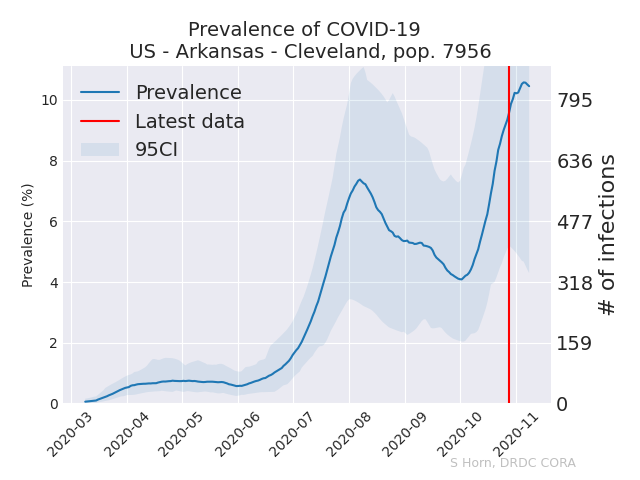 Prevalence of COVID-19
US - Arkansas - Cleveland, pop. 7956
Prevalence
Latest data
95CI
Prevalence (%)
10
8
6
4
2
0
795
636
477
318
159
0
# of infections
2020-03
2020-04
2020-05
2020-06
2020-07
2020-08
2020-09
2020-10
2020-11
S Horn, DRDC CORA